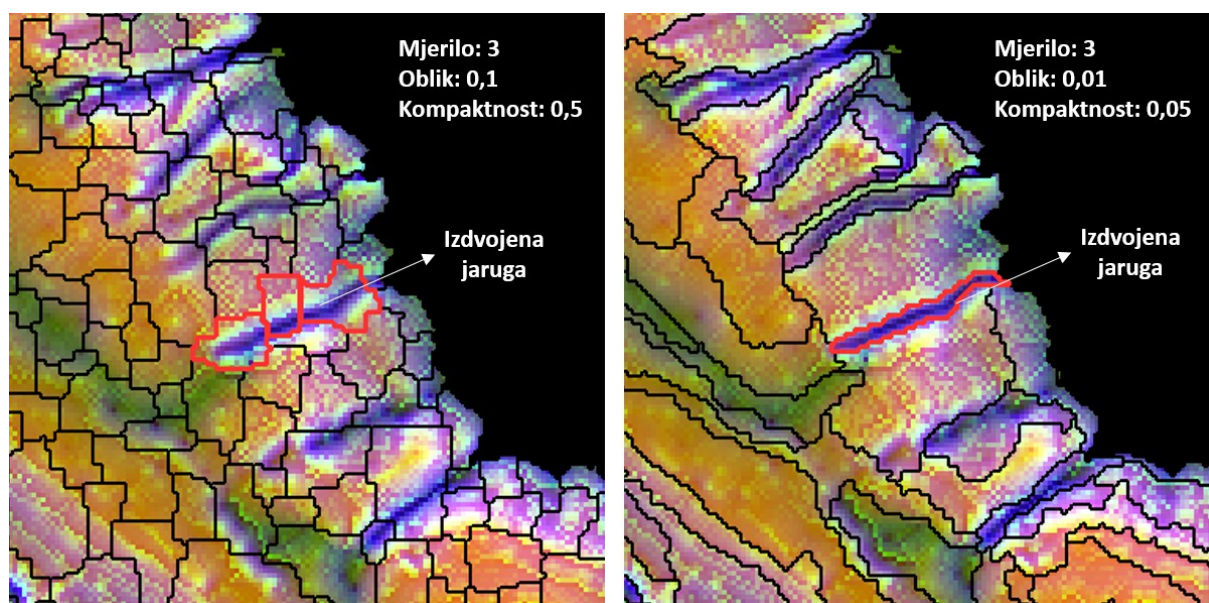 Mjerilo: 3
Oblik: 0,1
Kompaktnost: 0,5
Izdvojena
jaruga
Mjerilo: 3
Oblik: 0,01
Kompaktnost: 0,05
Izdvojena
jaruga